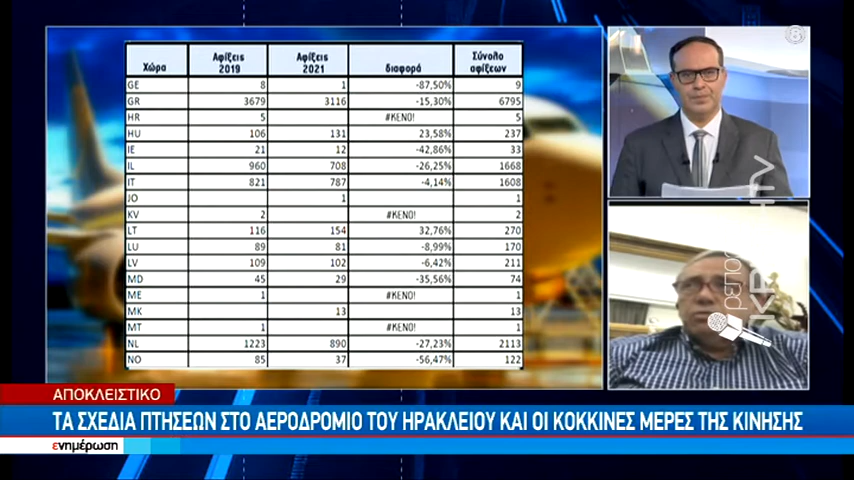 Χώρα Αφίξεις 2019 Αφίξεις 2021 διαφορά Σύνολο αφίξεων
GE 8 1 -87,50% 9
GR 3679 3116 -15,30% 6795
HR 5 #ΚΕΝΟ! 5
HU 106 131 23,58% 237
IE 21 12 -42,86% 33
IL 960 708 -26,25% 1668
IT 821 787 -4,14% 1608
JO 1 1
KV 2 #ΚΕΝΟ! 2
LT 116 154 32,76% 270
LU 89 81 -8,99% 170
LV 109 102 -6,42% 211
MD 45 29 -35,56% 74
ME 1 #ΚΕΝΟ! 1
MK 13 13
MT 1 #ΚΕΝΟ! 1
NL 1223 890 -27,23% 2113
NO 85 37 -56,47% 122
8
ΑΠΟΚΛΕΙΣΤΙΚΟ
ΤΑ ΣΧΕΔΙΑ ΠΤΗΣΕΩΝ ΣΤΟ ΑΕΡΟΔΡΟΜΙΟ ΤΟΥ ΗΡΑΚΛΕΙΟΥ ΚΑΙ ΟΙ ΚΟΚΚΙΝΕΣ ΜΕΡΕΣ ΤΗΣ ΚΙΝΗΣΗΣ
ενημέρωση